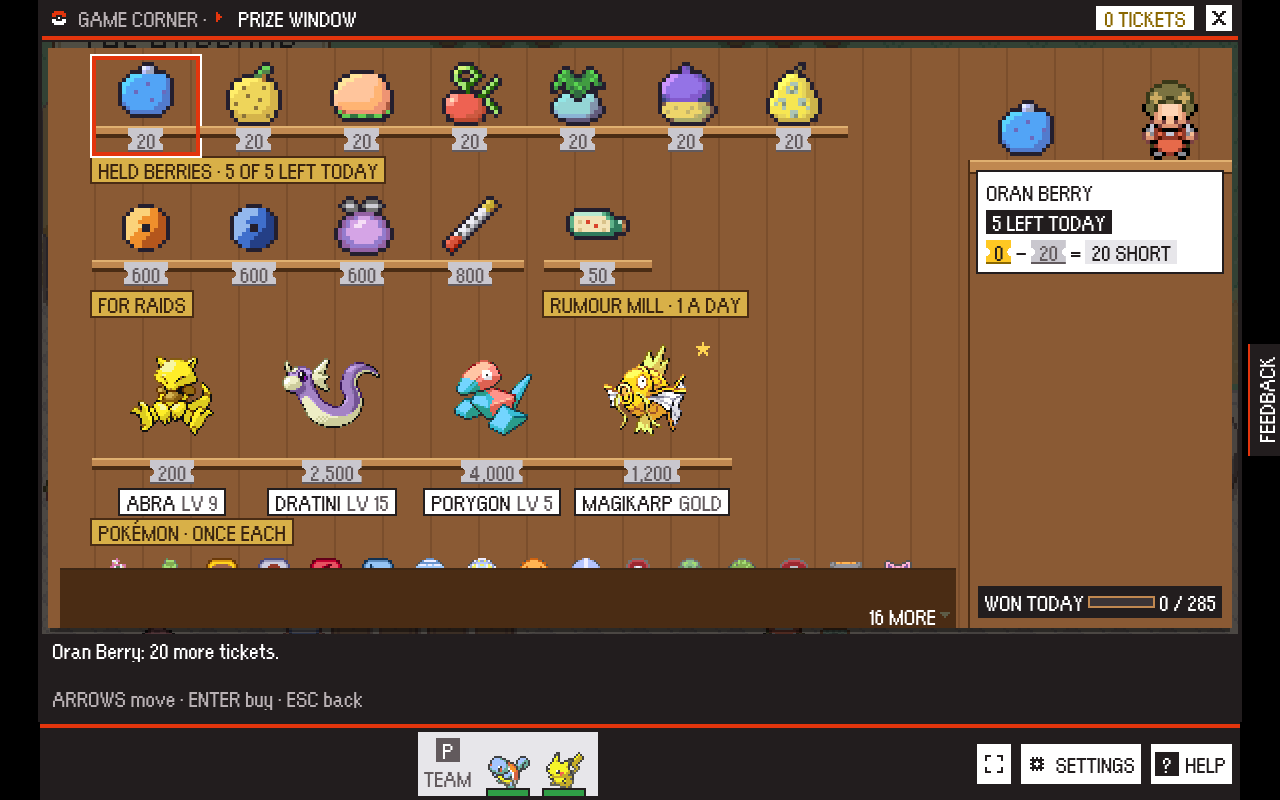 GAME CORNER · PRIZE WINDOW
0 TICKETS X
20 20 20 20 20 20 20
HELD BERRIES · 5 OF 5 LEFT TODAY
600 600 600 800 50
FOR RAIDS
RUMOUR MILL · 1 A DAY
200 2,500 4,000 1,200
ABRA LV 9 DRATINI LV 15 PORYGON LV 5 MAGIKARP GOLD
POKÉMON · ONCE EACH
16 MORE
ORAN BERRY
5 LEFT TODAY
0 - 20 = 20 SHORT
WON TODAY 0 / 285
FEEDBACK
Oran Berry: 20 more tickets.
ARROWS move · ENTER buy · ESC back
P
TEAM
SETTINGS
? HELP